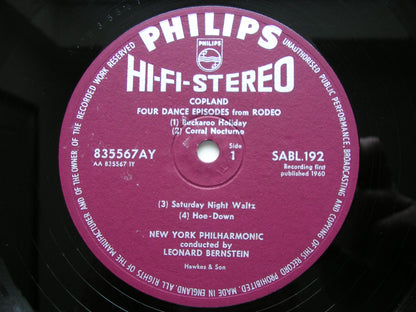 PHILIPS
PHILIPS
HI-FI-STEREO
COPLAND
FOUR DANCE EPISODES from RODEO
(1) Buckaroo Holiday
(2) Corral Nocturne
835567AY
AA 835567 1Y
Side
1
SABL.192
Recording first
published 1960
(3) Saturday Night Waltz
(4) Hoe-Down
NEW YORK PHILHARMONIC
conducted by
LEONARD BERNSTEIN
Hawkes & Son
ALL RIGHTS OF THE MANUFACTURER AND OF THE OWNER OF THE RECORDED WORK RESERVED
UNAUTHORISED PUBLIC PERFORMANCE, BROADCASTING AND COPYING OF THIS RECORD PROHIBITED. MADE IN ENGLAND.